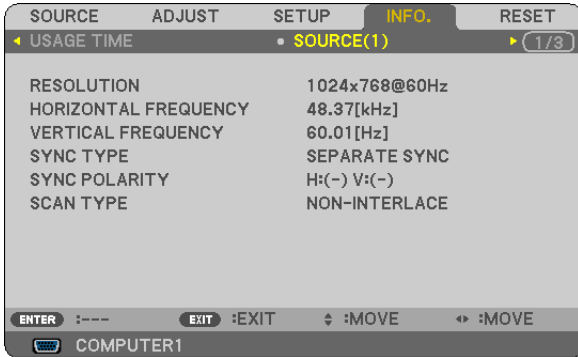 SOURCE ADJUST SETUP INFO. RESET
USAGE TIME SOURCE(1) 1/3
RESOLUTION 1024x768@60Hz
HORIZONTAL FREQUENCY 48.37[kHz]
VERTICAL FREQUENCY 60.01[Hz]
SYNC TYPE SEPARATE SYNC
SYNC POLARITY H:(-) V:(-)
SCAN TYPE NON-INTERLACE
ENTER :--- EXIT :EXIT :MOVE :MOVE
COMPUTER1